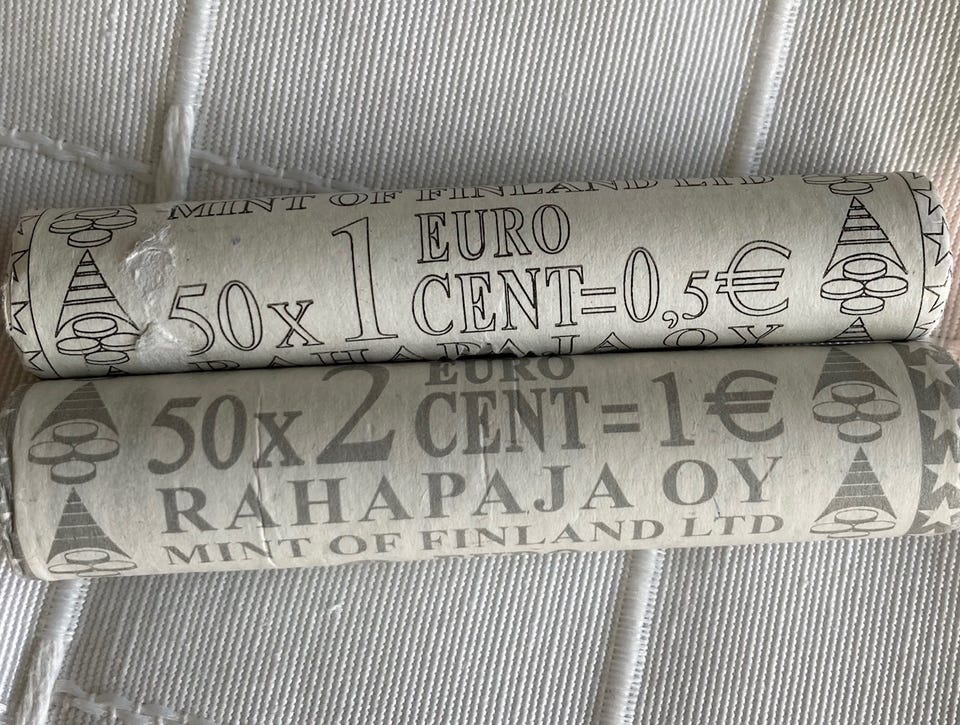 MINT OF FINLAND LTD
50 x 1 EURO
CENT=0,5€
RAHAPAJA OY
EURO
50x 2 CENT=1€
RAHAPAJA OY
MINT OF FINLAND LTD